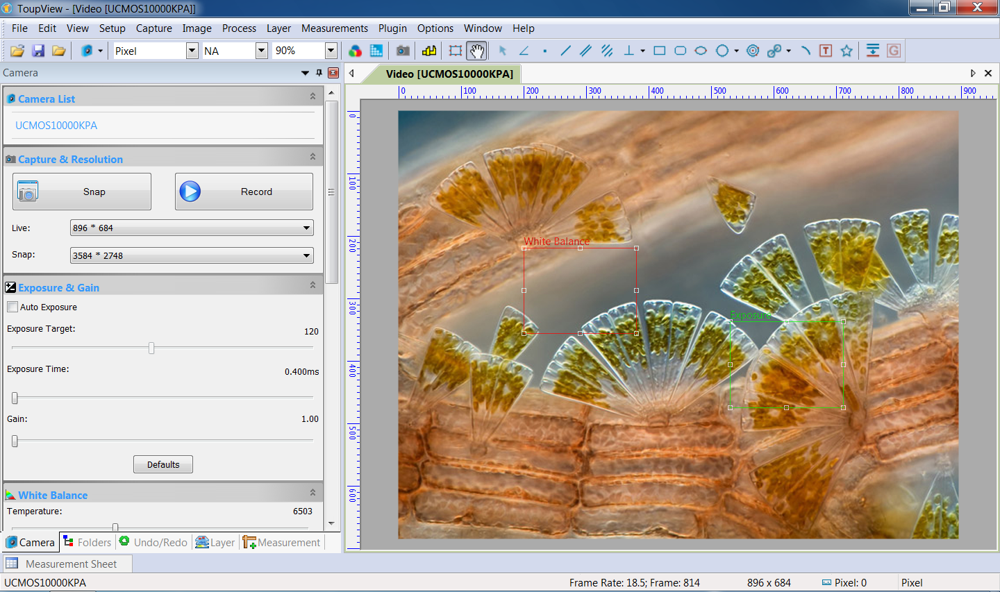 ToupView - [Video [UCMOS10000KPA]]
File Edit View Setup Capture Image Process Layer Measurements Plugin Options Window Help
Pixel NA 90% T G
Camera
Video [UCMOS10000KPA]
0 100 200 300 400 500 600 700 800 900
0
100
200
300
400
500
600
Camera List
UCMOS10000KPA
Capture & Resolution
Snap Record
Live: 896 * 684
Snap: 3584 * 2748
Exposure & Gain
Auto Exposure
Exposure Target: 120
Exposure Time: 0.400ms
Gain: 1.00
Defaults
White Balance
Temperature: 6503
White Balance
Exposure
Camera Folders Undo/Redo Layer Measurement
Measurement Sheet
UCMOS10000KPA Frame Rate: 18.5; Frame: 814 896 x 684 Pixel: 0 Pixel